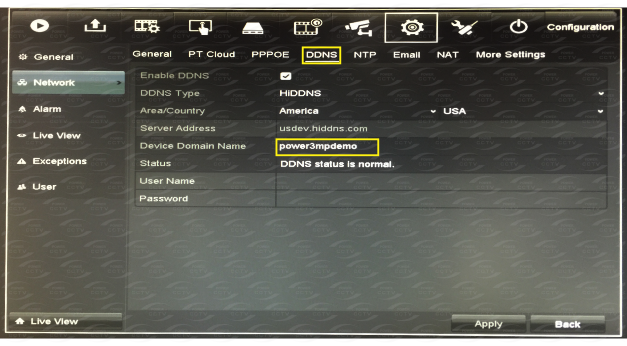 Configuration
General
General PT Cloud PPPOE DDNS NTP Email NAT More Settings
Network
Enable DDNS
DDNS Type HiDDNS
Alarm
Area/Country America USA
Server Address usdev.hiddns.com
Live View
Device Domain Name power3mpdemo
Exceptions
Status DDNS status is normal.
User
User Name
Password
Live View
Apply Back